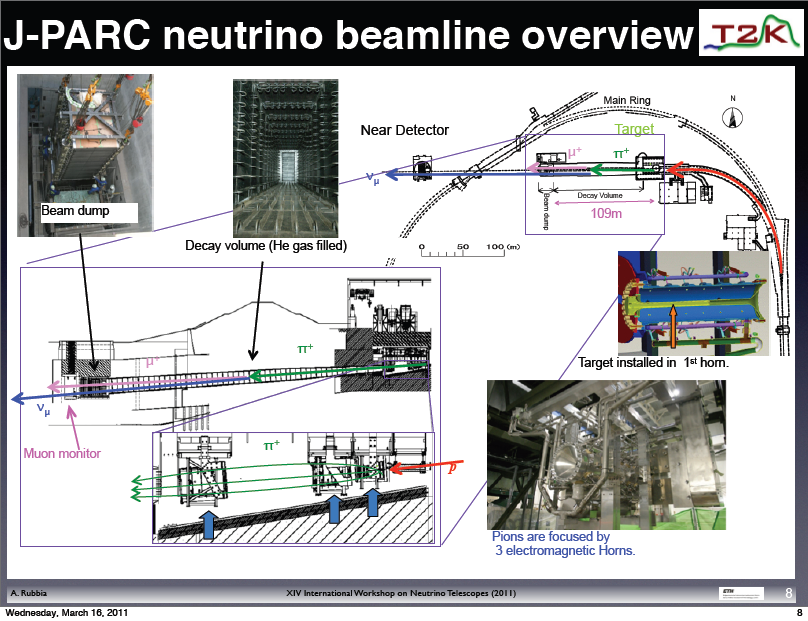 J-PARC neutrino beamline overview
T2K
Main Ring
N
Near Detector
Target
μ+
π+
νμ
Beam dump
Decay Volume
Beam dump
109m
Decay volume (He gas filled)
0 50 100 (m)
π+
μ+
Target installed in 1st horn.
νμ
Muon monitor
π+
p
Pions are focused by
3 electromagnetic Horns.
A. Rubbia
XIV International Workshop on Neutrino Telescopes (2011)
ETH
8
Wednesday, March 16, 2011
8